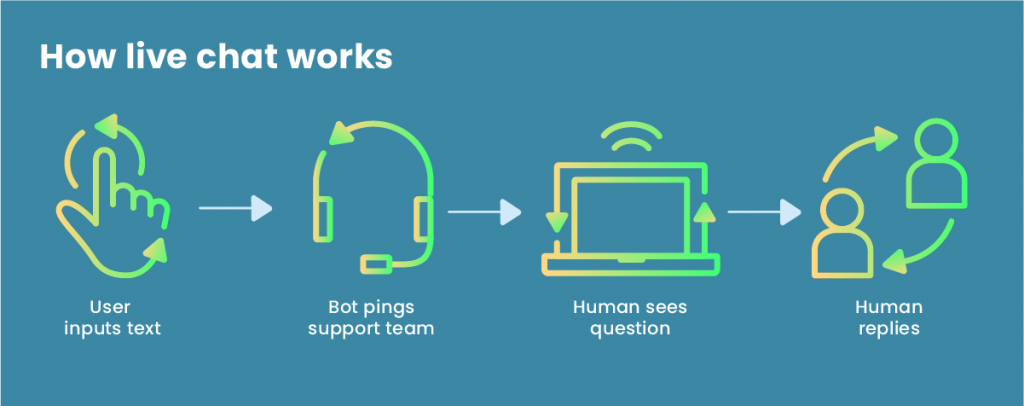 How live chat works
User
inputs text
Bot pings
support team
Human sees
question
Human
replies